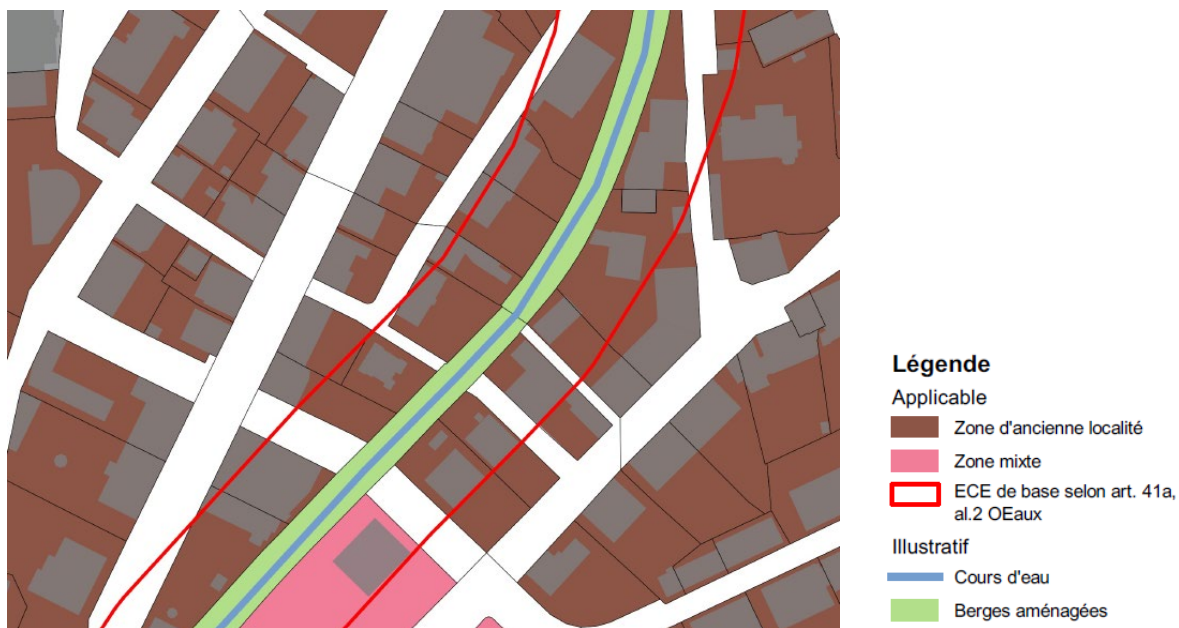 Légende
Applicable
Zone d'ancienne localité
Zone mixte
ECE de base selon art. 41a,
al.2 OEaux
Illustratif
Cours d'eau
Berges aménagées